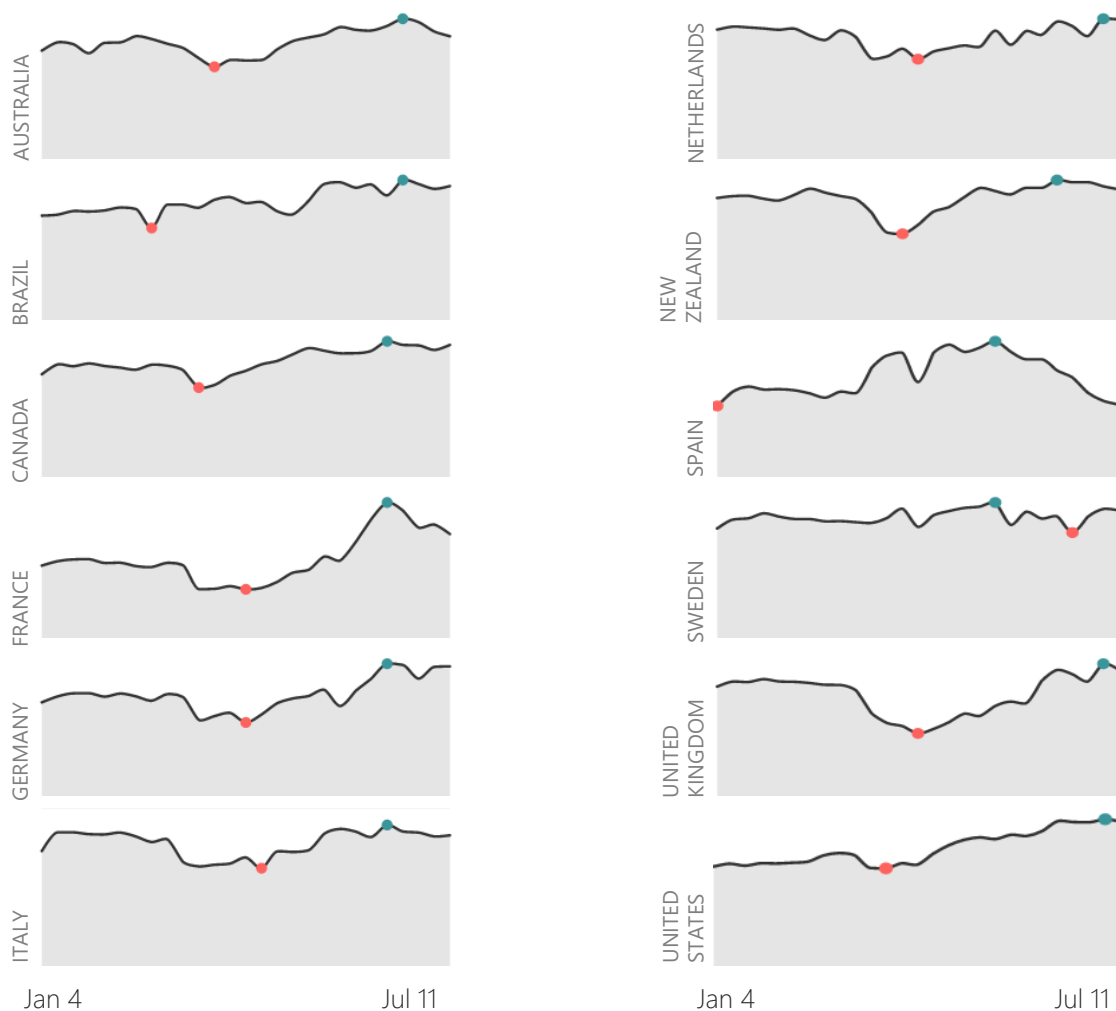 AUSTRALIA
BRAZIL
CANADA
FRANCE
GERMANY
ITALY
Jan 4
Jul 11
NETHERLANDS
NEW
ZEALAND
SPAIN
SWEDEN
UNITED
KINGDOM
UNITED
STATES
Jan 4
Jul 11